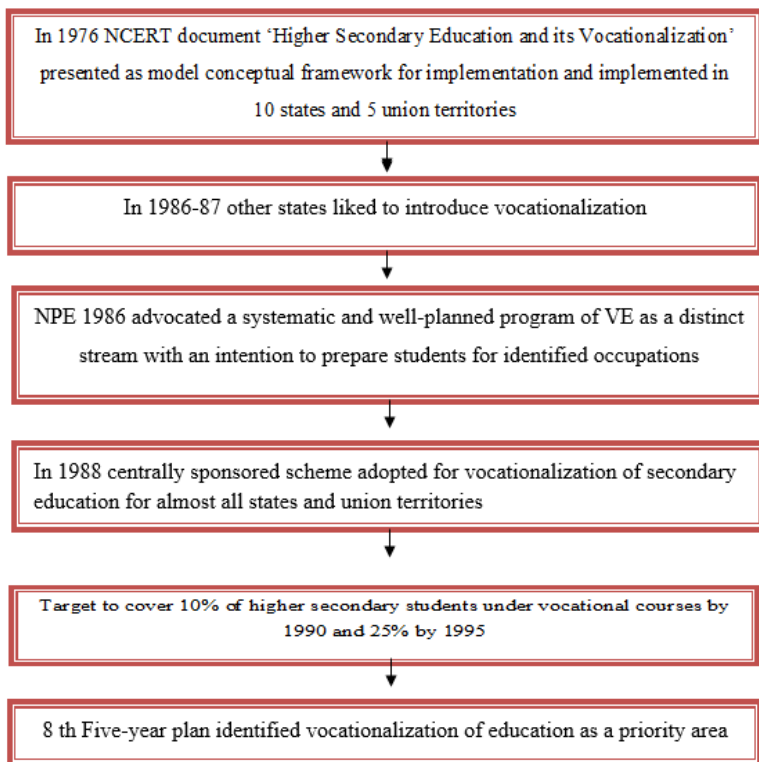 In 1976 NCERT document ‘Higher Secondary Education and its Vocationalization’
presented as model conceptual framework for implementation and implemented in
10 states and 5 union territories
In 1986-87 other states liked to introduce vocationalization
NPE 1986 advocated a systematic and well-planned program of VE as a distinct
stream with an intention to prepare students for identified occupations
In 1988 centrally sponsored scheme adopted for vocationalization of secondary
education for almost all states and union territories
Target to cover 10% of higher secondary students under vocational courses by
1990 and 25% by 1995
8 th Five-year plan identified vocationalization of education as a priority area